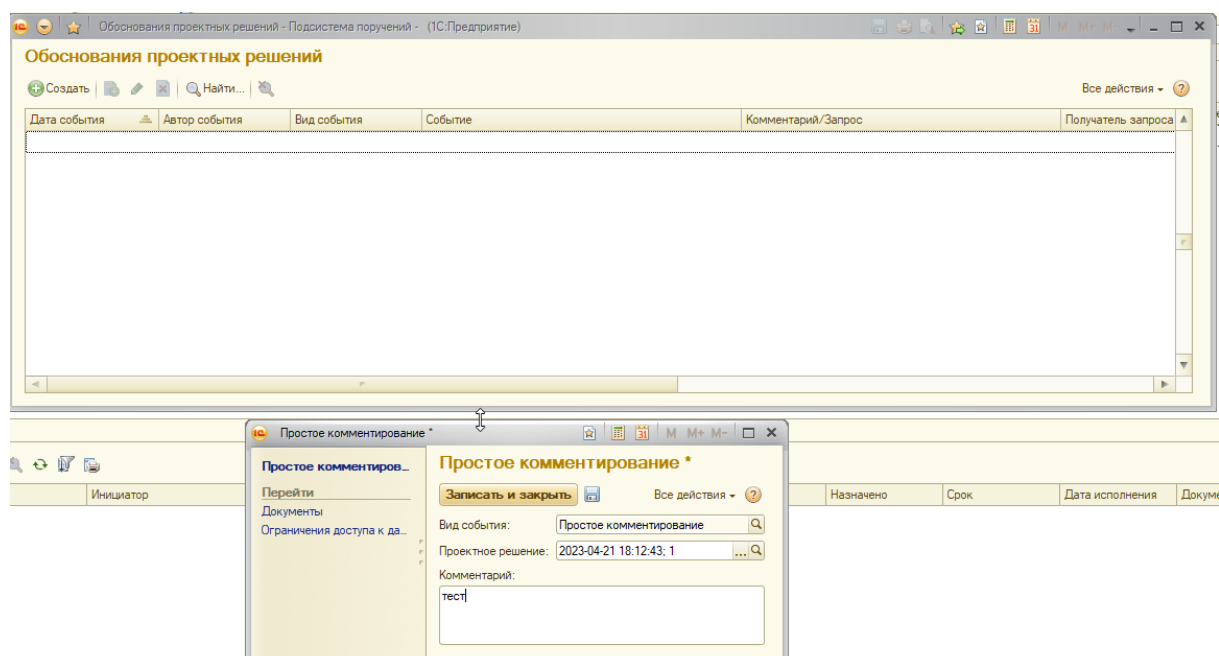 Обоснования проектных решений - Подсистема поручений - (1С:Предприятие) M M+ M-
Обоснования проектных решений
Создать Найти... Все действия
Дата события Автор события Вид события Событие Комментарий/Запрос Получатель запроса
Простое комментирование * M M+ M-
Простое комментиров... Простое комментирование *
Перейти Записать и закрыть Все действия
Инициатор Назначено Срок Дата исполнения Докуме
Документы
Ограничения доступа к да... Вид события: Простое комментирование
Проектное решение: 2023-04-21 18:12:43; 1
Комментарий:
тест